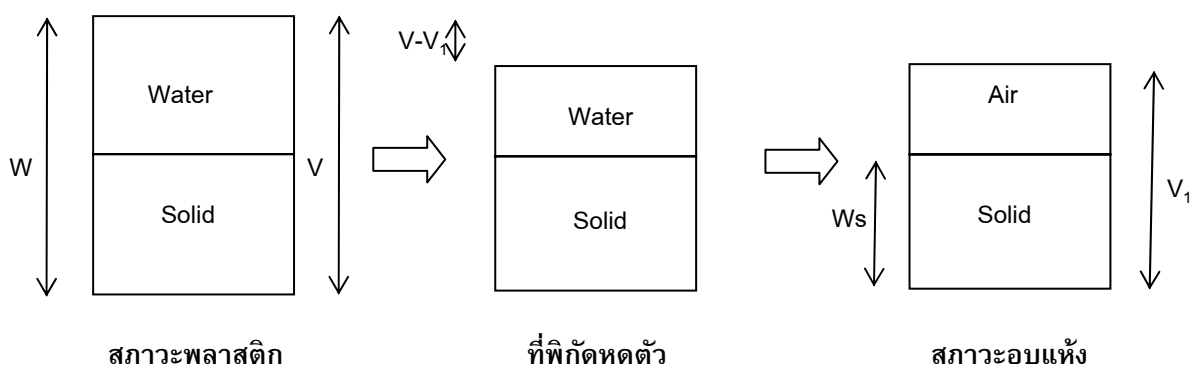 V-V₁
Water
Water
Air
W
V
Solid
Solid
Ws
Solid
V₁
สภาวะพลาสติก
ที่พิกัดหดตัว
สภาวะอบแห้ง